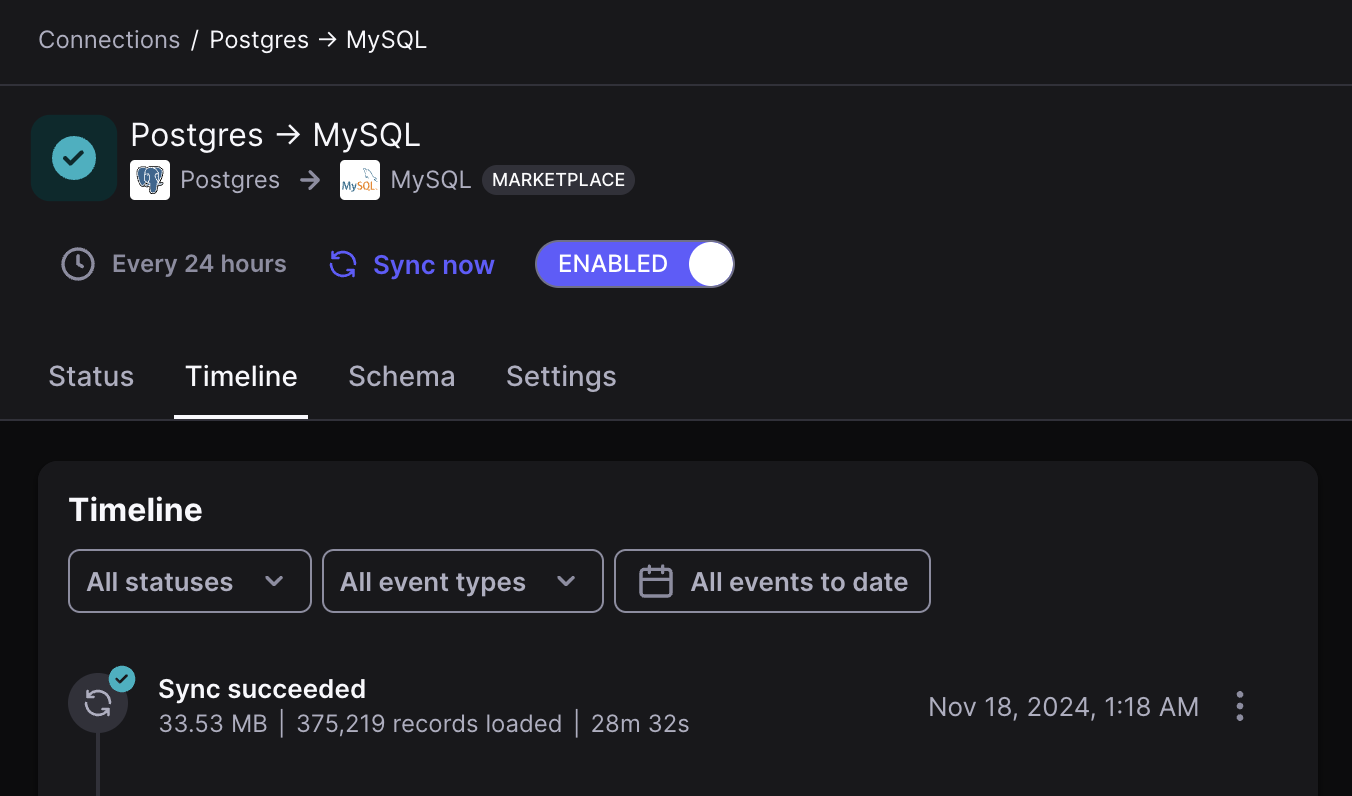 Connections / Postgres → MySQL
Postgres → MySQL
Postgres → MySQL MySQL MARKETPLACE
Every 24 hours Sync now ENABLED
Status Timeline Schema Settings
Timeline
All statuses All event types All events to date
Sync succeeded
33.53 MB | 375,219 records loaded | 28m 32s Nov 18, 2024, 1:18 AM